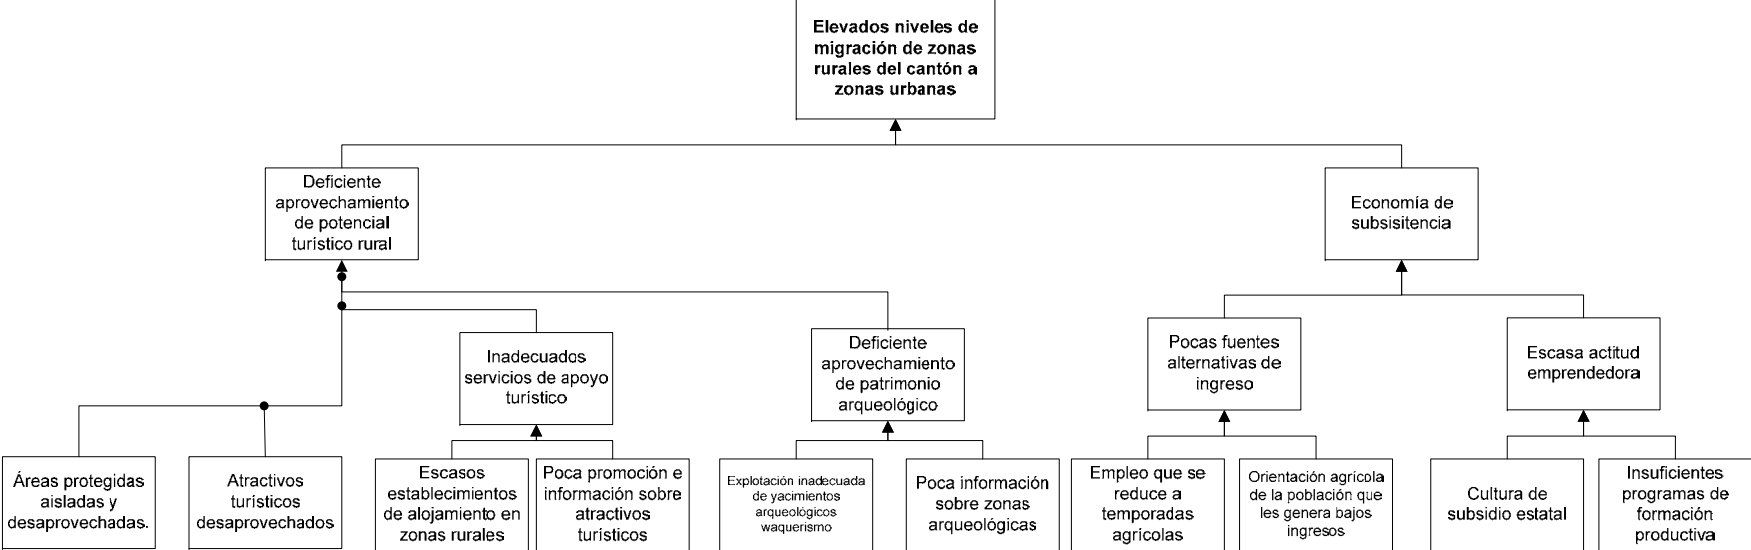 Elevados niveles de
migración de zonas
rurales del cantón a
zonas urbanas
Deficiente
aprovechamiento
de potencial
turístico rural
Economía de
subsisitencia
Inadecuados
servicios de apoyo
turístico
Deficiente
aprovechamiento
de patrimonio
arqueológico
Pocas fuentes
alternativas de
ingreso
Escasa actitud
emprendedora
Áreas protegidas
aisladas y
desaprovechadas.
Atractivos
turísticos
desaprovechados
Escasos
establecimientos
de alojamiento en
zonas rurales
Poca promoción e
información sobre
atractivos
turísticos
Explotación inadecuada
de yacimientos
arqueológicos
waquerismo
Poca información
sobre zonas
arqueológicas
Empleo que se
reduce a
temporadas
agrícolas
Orientación agrícola
de la población que
les genera bajos
ingresos
Cultura de
subsidio estatal
Insuficientes
programas de
formación
productiva